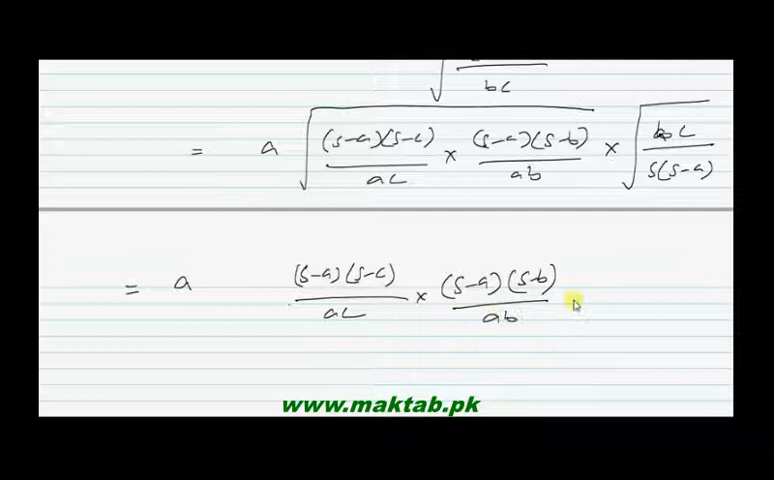 bc
= a √((s-a)(s-c)/ac × (s-a)(s-b)/ab) × √(bc/s(s-a))
= a (s-a)(s-c)/ac × (s-a)(s-b)/ab
www.maktab.pk